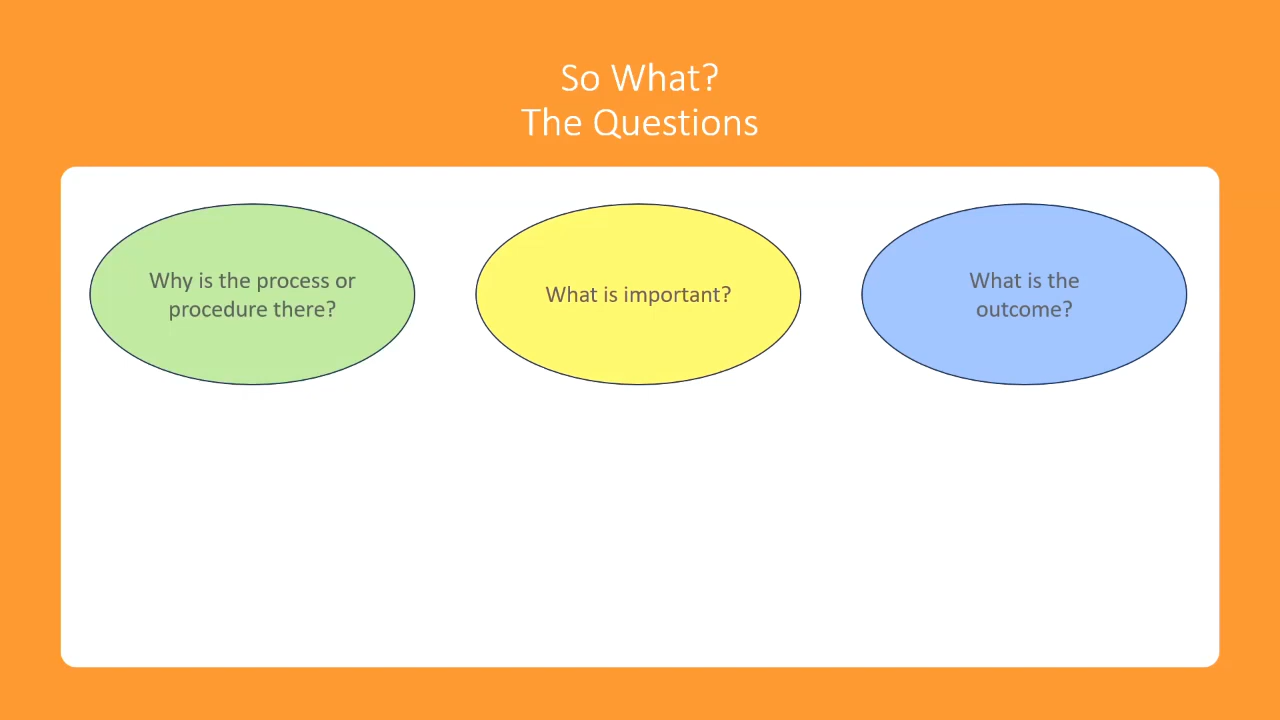 So What?
The Questions
Why is the process or
procedure there?
What is important?
What is the
outcome?